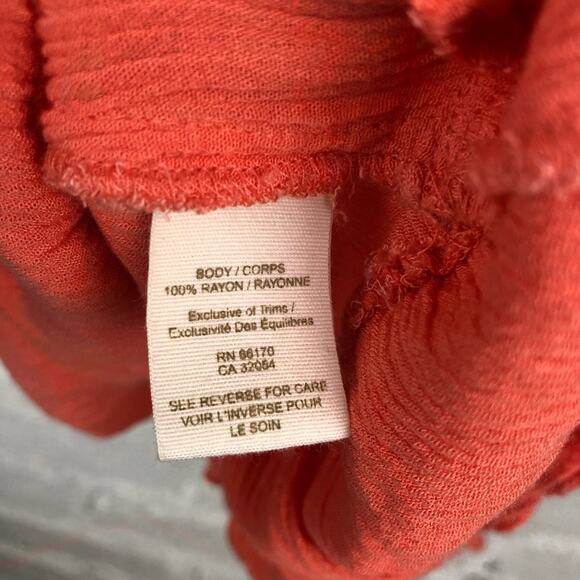 BODY / CORPS
100% RAYON / RAYONNE
Exclusive of Trims /
Exclusivité Des Équilibres
RN 66170
CA 32054
SEE REVERSE FOR CARE
VOIR L'INVERSE POUR
LE SOIN